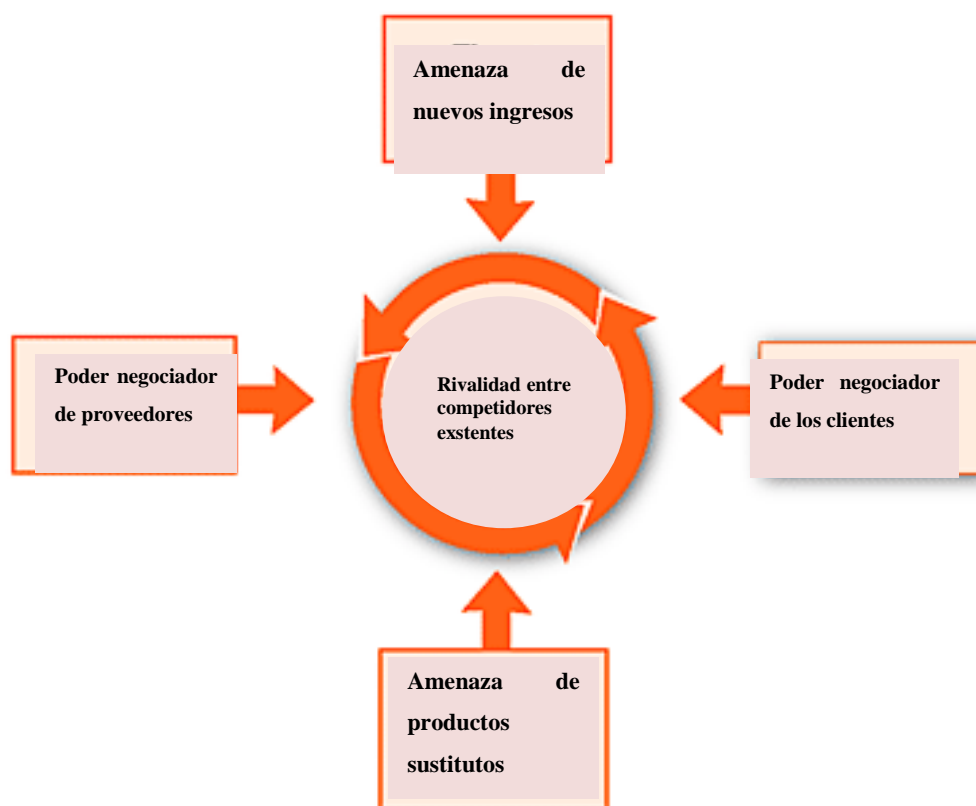 Amenaza de
nuevos ingresos
Poder negociador
de proveedores
Rivalidad entre
competidores
exstentes
Poder negociador
de los clientes
Amenaza de
productos
sustitutos